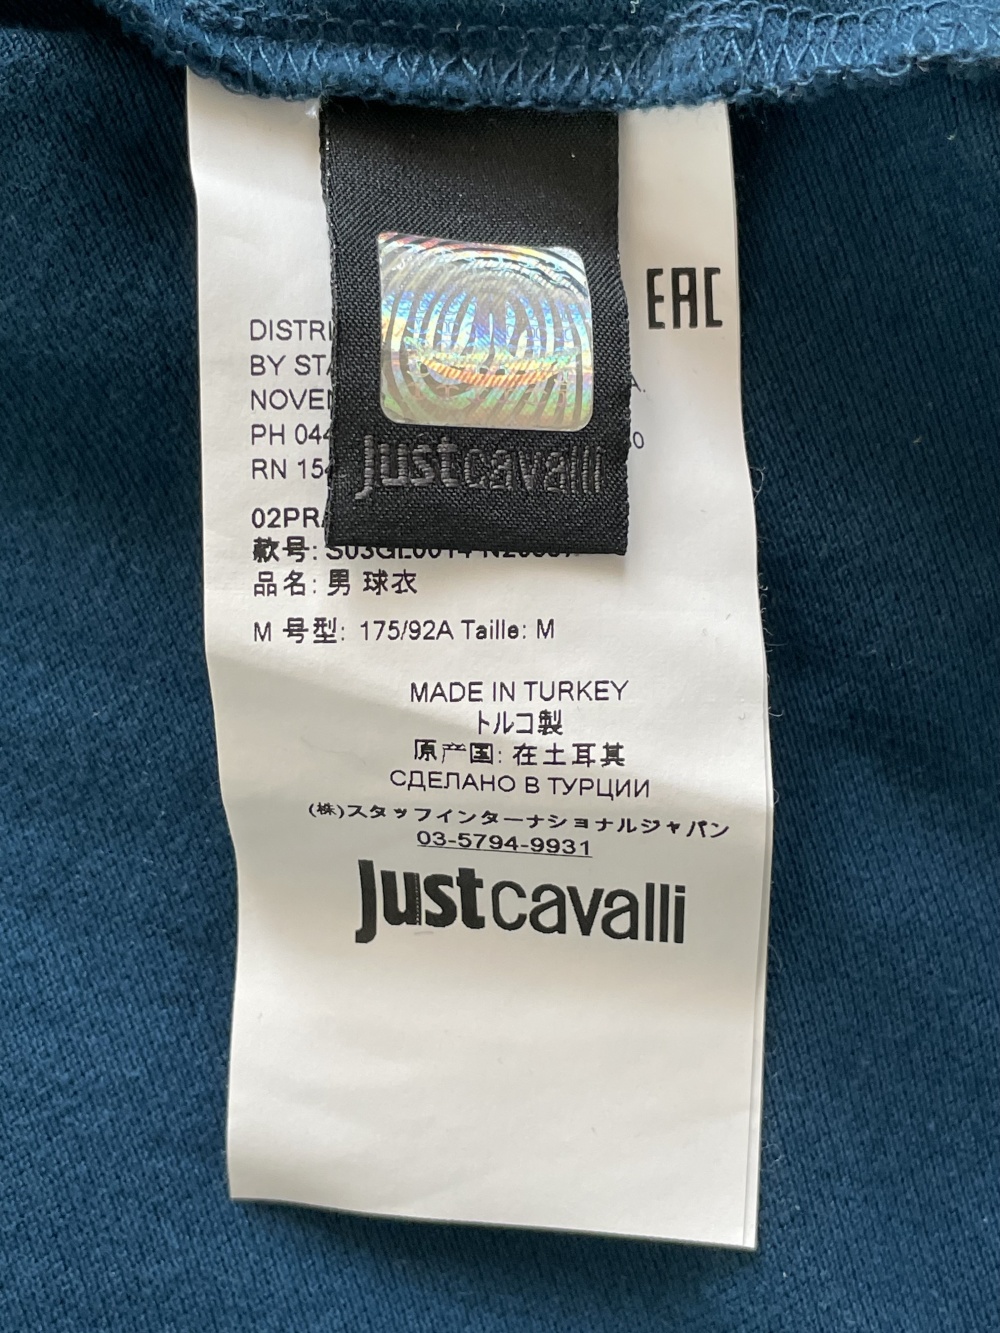 EAC
DISTRI
BY STA
A.
NOVEM
PH 044
0
RN 154
justcavalli
02PRA
款号: S03GL0014
品名: 男 球衣
M 号型: 175/92A Taille: M
MADE IN TURKEY
トルコ製
原产国: 在土耳其
СДЕЛАНО В ТУРЦИИ
(株)スタッフインターナショナルジャパン
03-5794-9931
justcavalli